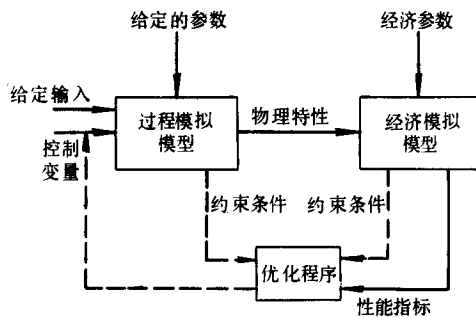 给定的参数
经济参数
给定输入
控制
变量
过程模拟
模型
物理特性
经济模拟
模型
约束条件
约束条件
优化程序
性能指标